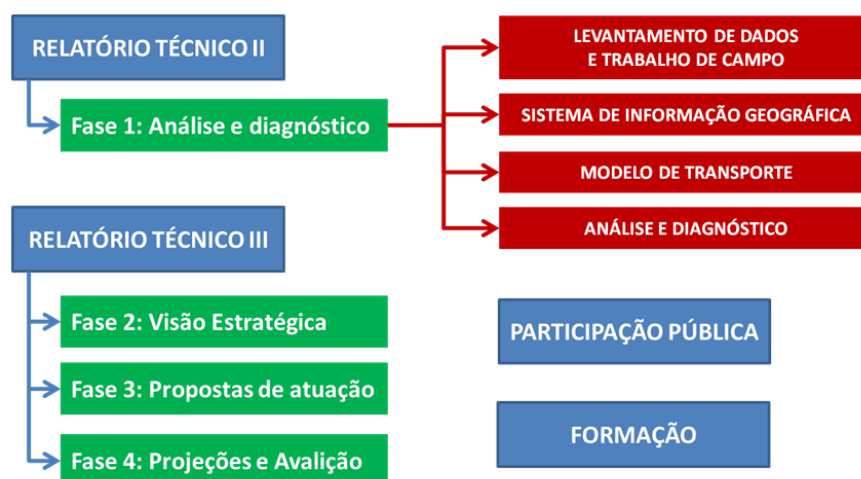 RELATÓRIO TÉCNICO II
Fase 1: Análise e diagnóstico
LEVANTAMENTO DE DADOS
E TRABALHO DE CAMPO
SISTEMA DE INFORMAÇÃO GEOGRÁFICA
MODELO DE TRANSPORTE
ANÁLISE E DIAGNÓSTICO
RELATÓRIO TÉCNICO III
Fase 2: Visão Estratégica
Fase 3: Propostas de atuação
Fase 4: Projeções e Avalição
PARTICIPAÇÃO PÚBLICA
FORMAÇÃO